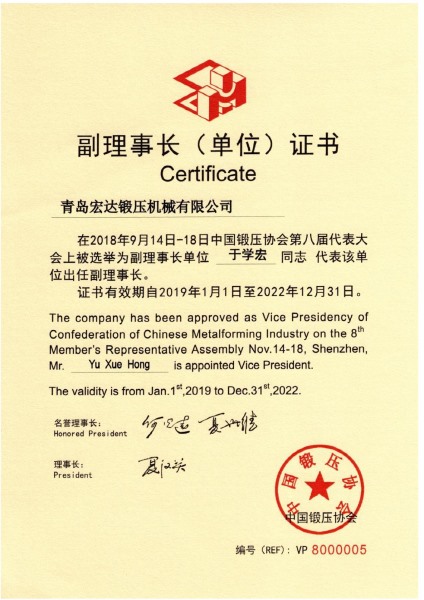 副理事长（单位）证书
Certificate
青岛宏达锻压机械有限公司
在2018年9月14日-18日中国锻压协会第八届代表大
会上被选举为副理事长单位 于学宏 同志 代表该单
位出任副理事长。
证书有效期自2019年1月1日至2022年12月31日。
The company has been approved as Vice Presidency of
Confederation of Chinese Metalforming Industry on the 8th
Member's Representative Assembly Nov.14-18, Shenzhen,
Mr. Yu Xue Hong is appointed Vice President.
The validity is from Jan.1st,2019 to Dec.31st,2022.
名誉理事长：
Honored President
理事长：
President
中国锻压协会
中国锻压协会
编号（REF）：VP 8000005